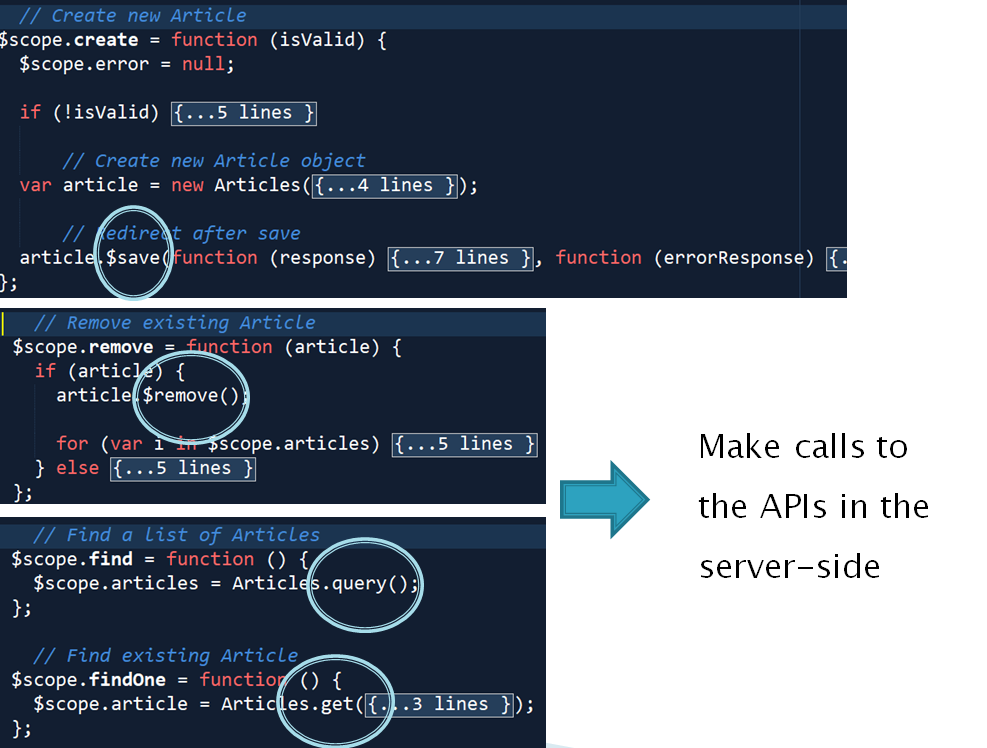 // Create new Article
$scope.create = function (isValid) {
$scope.error = null;
if (!isValid) {...5 lines }
// Create new Article object
var article = new Articles({...4 lines });
// Redirect after save
article.$save(function (response) {...7 lines }, function (errorResponse) {.
};
// Remove existing Article
$scope.remove = function (article) {
if (article) {
article.$remove();
for (var i in $scope.articles) {...5 lines }
} else {...5 lines }
};
// Find a list of Articles
$scope.find = function () {
$scope.articles = Articles.query();
};
// Find existing Article
$scope.findOne = function () {
$scope.article = Articles.get({...3 lines });
};
Make calls to
the APIs in the
server-side